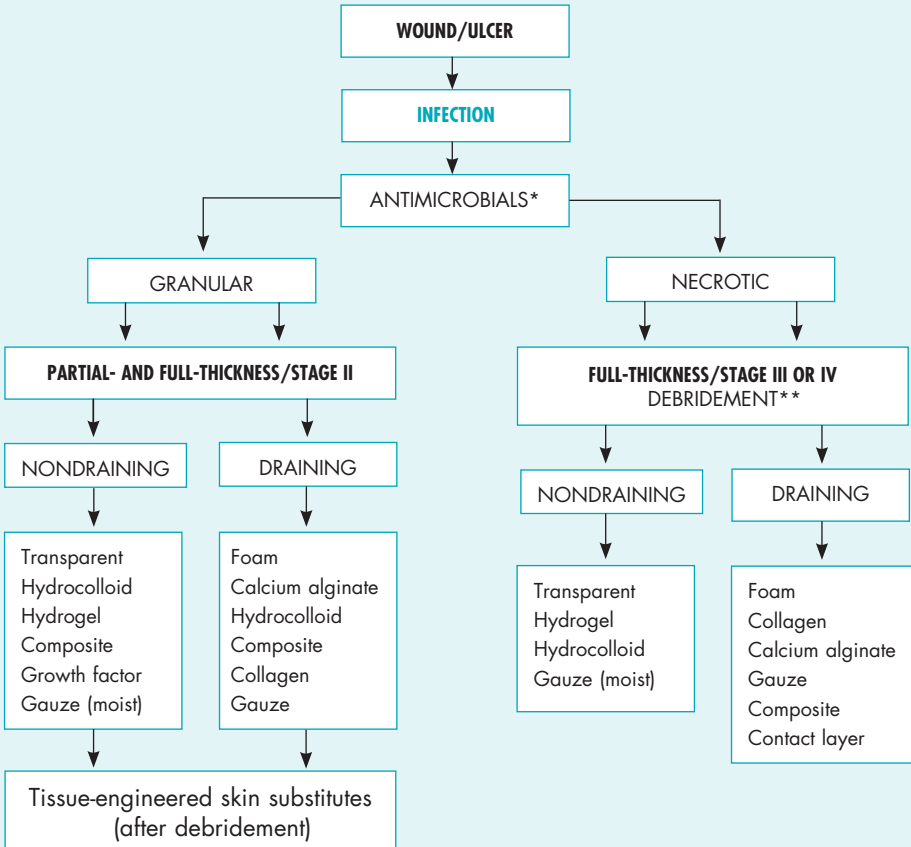 WOUND/ULCER
INFECTION
ANTIMICROBIALS*
GRANULAR
NECROTIC
PARTIAL- AND FULL-THICKNESS/STAGE II
FULL-THICKNESS/STAGE III OR IV
DEBRIDEMENT**
NONDRAINING
DRAINING
NONDRAINING
DRAINING
Transparent
Hydrocolloid
Hydrogel
Composite
Growth factor
Gauze (moist)
Foam
Calcium alginate
Hydrocolloid
Composite
Collagen
Gauze
Transparent
Hydrogel
Hydrocolloid
Gauze (moist)
Foam
Collagen
Calcium alginate
Gauze
Composite
Contact layer
Tissue-engineered skin substitutes
(after debridement)